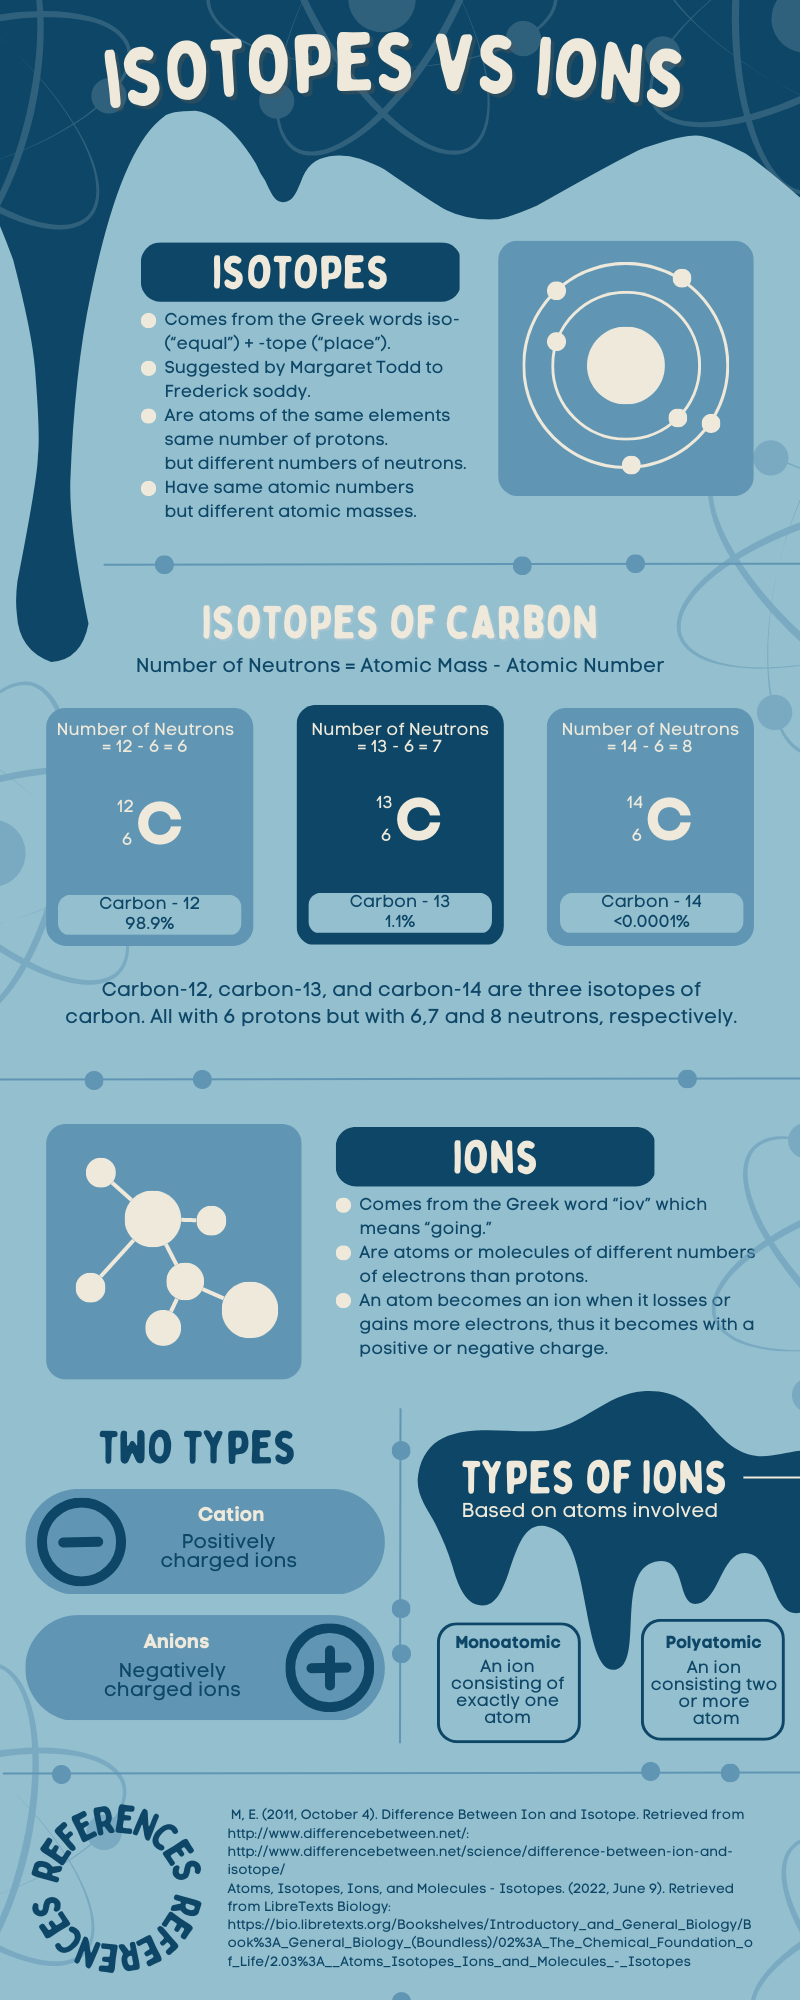 ISOTOPES VS IONS
ISOTOPES
Comes from the Greek words iso-
(“equal”) + -tope (“place”).
Suggested by Margaret Todd to
Frederick soddy.
Are atoms of the same elements
same number of protons.
but different numbers of neutrons.
Have same atomic numbers
but different atomic masses.
ISOTOPES OF CARBON
Number of Neutrons = Atomic Mass - Atomic Number
Number of Neutrons
= 12 - 6 = 6
12
6
C
Carbon - 12
98.9%
Number of Neutrons
= 13 - 6 = 7
13
6
C
Carbon - 13
1.1%
Number of Neutrons
= 14 - 6 = 8
14
6
C
Carbon - 14
<0.0001%
Carbon-12, carbon-13, and carbon-14 are three isotopes of
carbon. All with 6 protons but with 6,7 and 8 neutrons, respectively.
IONS
Comes from the Greek word “iov” which
means “going.”
Are atoms or molecules of different numbers
of electrons than protons.
An atom becomes an ion when it losses or
gains more electrons, thus it becomes with a
positive or negative charge.
TWO TYPES
Cation
Positively
charged ions
Anions
Negatively
charged ions
TYPES OF IONS
Based on atoms involved
Monoatomic
An ion
consisting of
exactly one
atom
Polyatomic
An ion
consisting two
or more
atom
REFERENCES REFERENCES
M, E. (2011, October 4). Difference Between Ion and Isotope. Retrieved from
http://www.differencebetween.net/:
http://www.differencebetween.net/science/difference-between-ion-and-
isotope/
Atoms, Isotopes, Ions, and Molecules - Isotopes. (2022, June 9). Retrieved
from LibreTexts Biology:
https://bio.libretexts.org/Bookshelves/Introductory_and_General_Biology/B
ook%3A_General_Biology_(Boundless)/02%3A_The_Chemical_Foundation_o
f_Life/2.03%3A__Atoms_Isotopes_Ions_and_Molecules_-_Isotopes